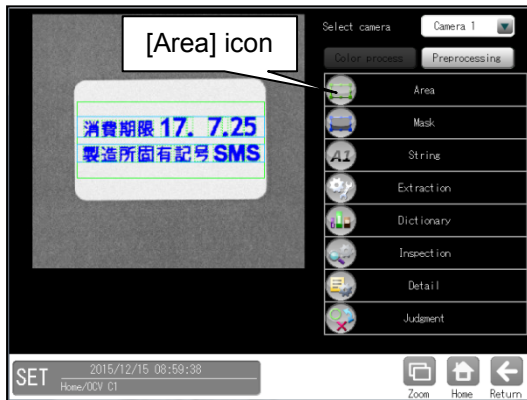 Select camera
Camera 1
[Area] icon
Color process
Preprocessing
Area
Mask
消費期限 17. 7.25
製造所固有記号 SMS
AI
String
Extraction
Dictionary
Inspection
Detail
Judgment
SET
2015/12/15 08:59:38
Home/OCV C1
Zoom
Home
Return